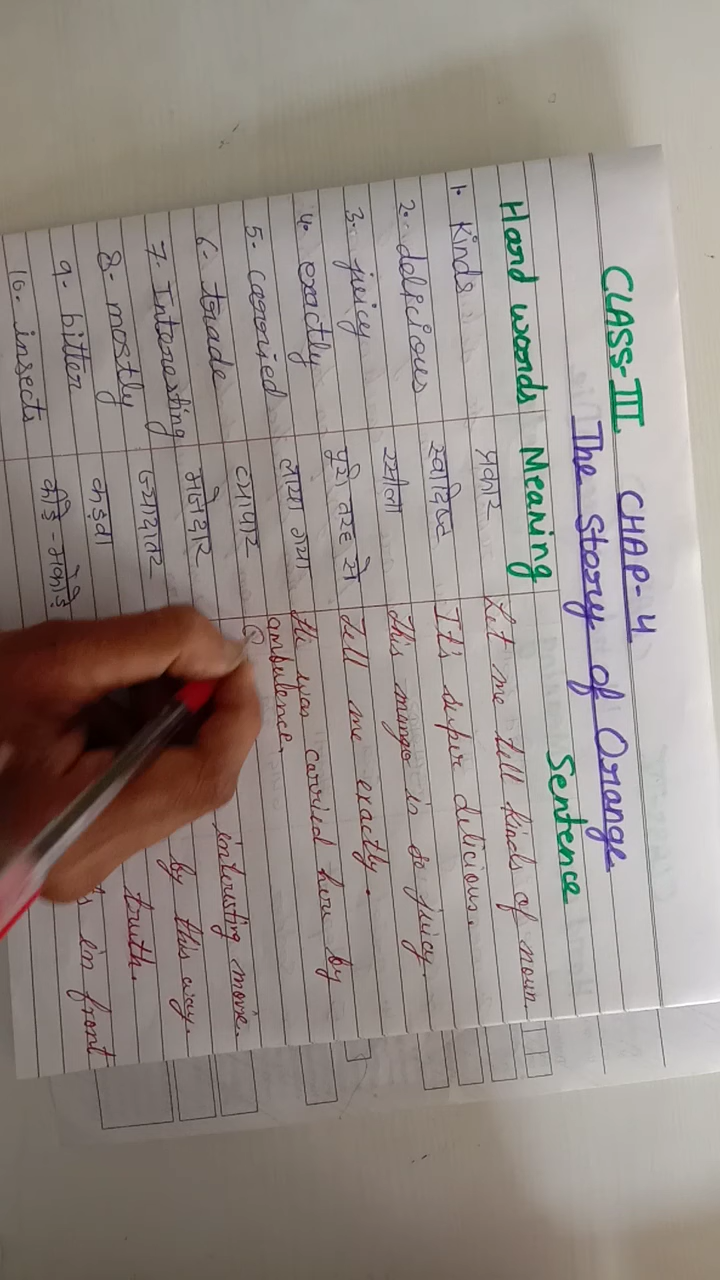 CLASS-III CHAP-4
The Story of Orange
Hard words Meaning Sentence
1. Kinds प्रकार Let me tell kinds of noun.
2. delicious स्वादिष्ट It's super delicious.
3. juicy रसीला This mango is so juicy.
4. exactly पूरी तरह से Tell me exactly.
5. carried लाया गया He was carried here by
ambulence.
6. trade व्यापार
7. Interesting मजेदार intresting movie.
8. mostly ज्यादातर by this way.
9. bitter कड़वा truth.
10. insects कीड़े-मकोड़े in front